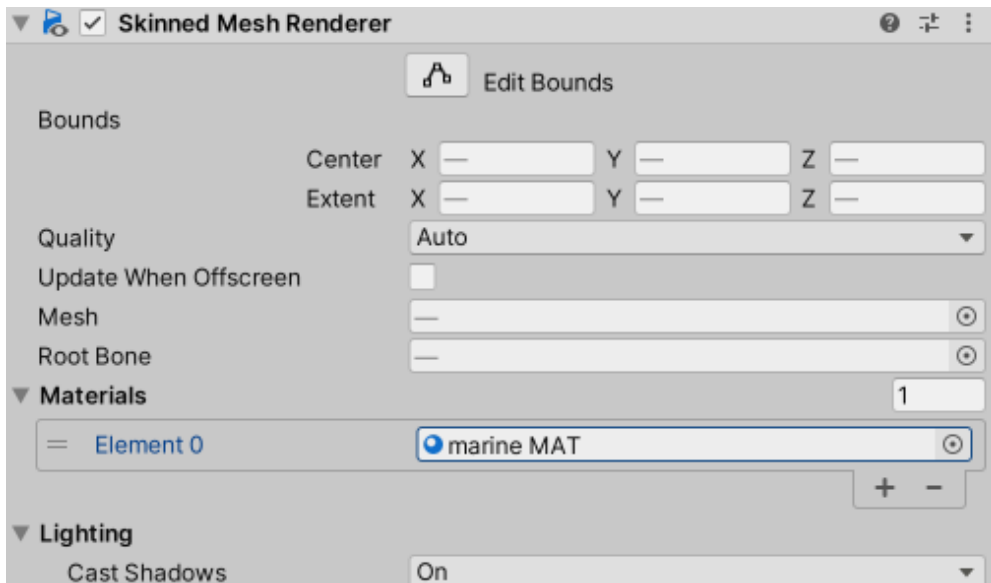 Skinned Mesh Renderer
Edit Bounds
Bounds
Center X — Y — Z —
Extent X — Y — Z —
Quality Auto
Update When Offscreen
Mesh —
Root Bone —
Materials 1
Element 0 marine MAT
Lighting
Cast Shadows On